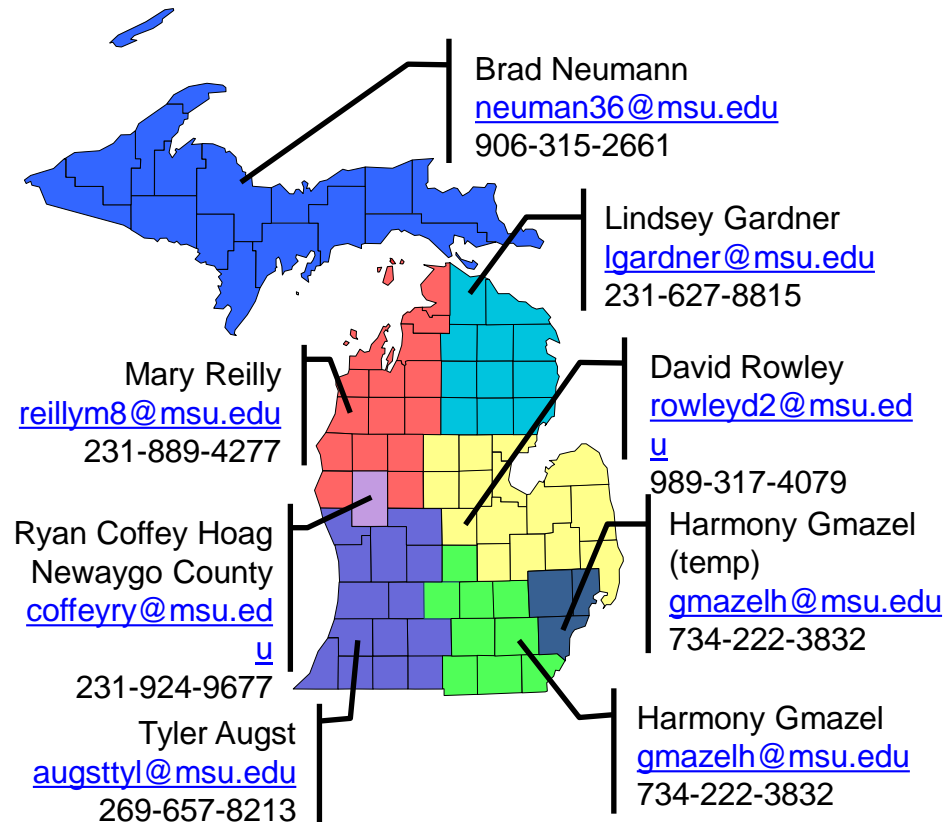 Brad Neumann
neuman36@msu.edu
906-315-2661
Lindsey Gardner
lgardner@msu.edu
231-627-8815
Mary Reilly
reillym8@msu.edu
231-889-4277
David Rowley
rowleyd2@msu.ed
u
989-317-4079
Ryan Coffey Hoag
Newaygo County
coffeyry@msu.ed
u
231-924-9677
Harmony Gmazel
(temp)
gmazelh@msu.edu
734-222-3832
Tyler Augst
augsttyl@msu.edu
269-657-8213
Harmony Gmazel
gmazelh@msu.edu
734-222-3832